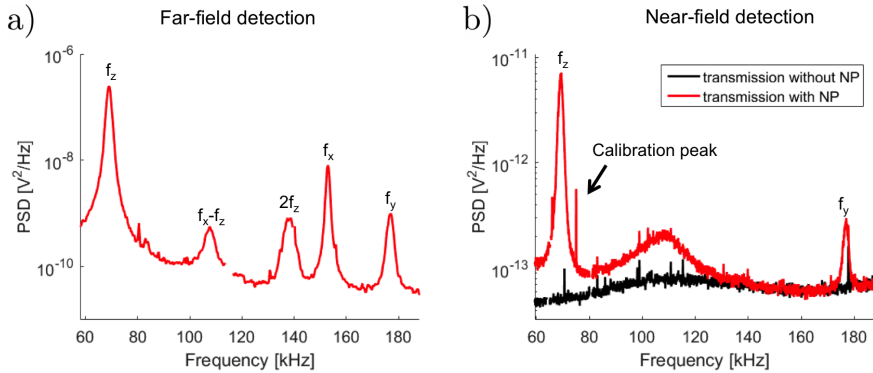 a)
Far-field detection
PSD [V²/Hz]
10⁻⁶
10⁻⁸
10⁻¹⁰
f_z
f_x-f_z
2f_z
f_x
f_y
60 80 100 120 140 160 180
Frequency [kHz]
b)
Near-field detection
PSD [V²/Hz]
10⁻¹¹
10⁻¹²
10⁻¹³
f_z
transmission without NP
transmission with NP
Calibration peak
f_y
60 80 100 120 140 160 180
Frequency [kHz]